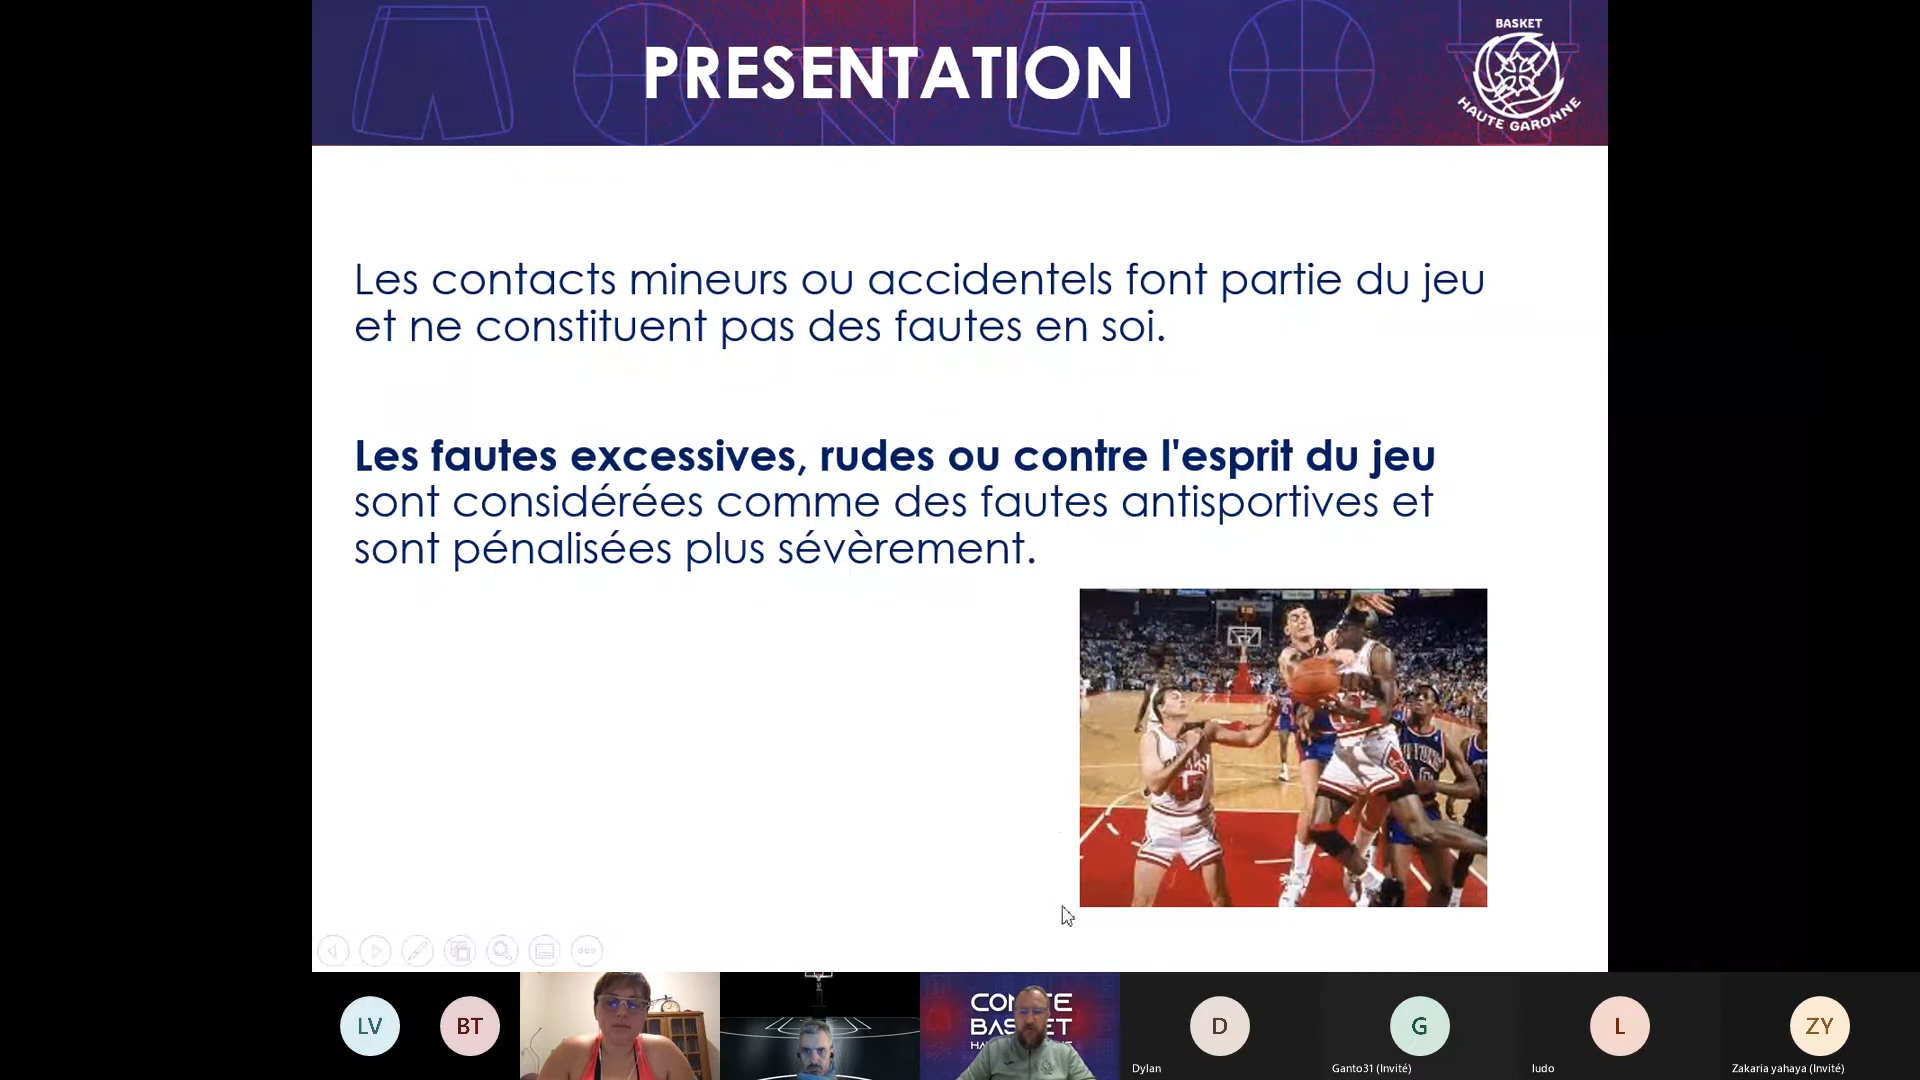 PRESENTATION
BASKET
HAUTE GARONNE
Les contacts mineurs ou accidentels font partie du jeu
et ne constituent pas des fautes en soi.
Les fautes excessives, rudes ou contre l'esprit du jeu
sont considérées comme des fautes antisportives et
sont pénalisées plus sévèrement.
LV
BT
D
G
L
ZY
Dylan
Ganto31 (Invité)
ludo
Zakaria yahaya (Invité)